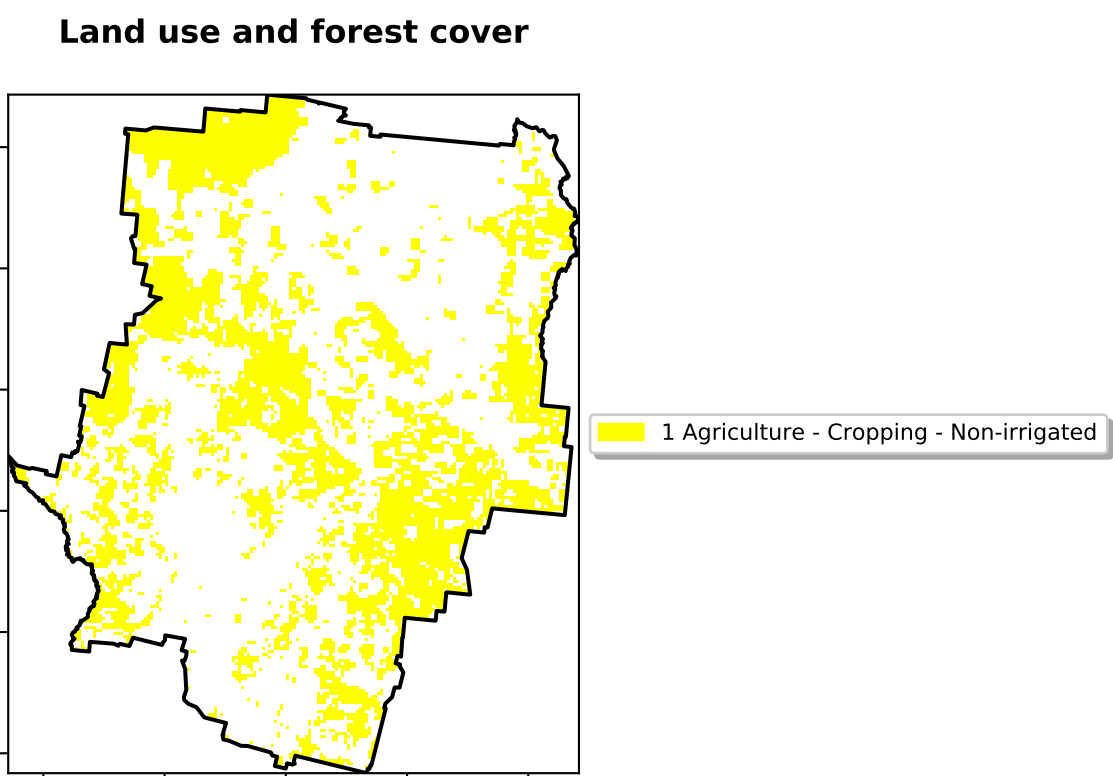 Land use and forest cover
1 Agriculture - Cropping - Non-irrigated